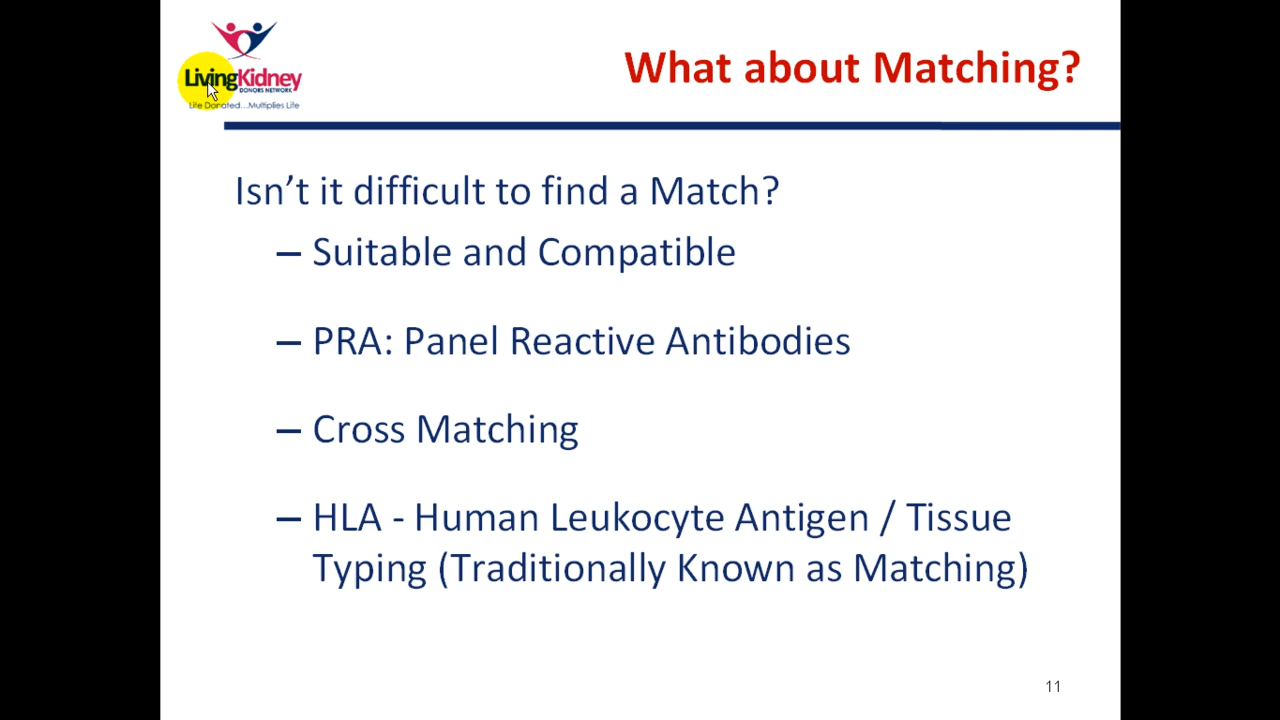 LivingKidney
DONORS NETWORK
Life Donated...Multiplies Life
What about Matching?
Isn’t it difficult to find a Match?
– Suitable and Compatible
– PRA: Panel Reactive Antibodies
– Cross Matching
– HLA - Human Leukocyte Antigen / Tissue
Typing (Traditionally Known as Matching)
11